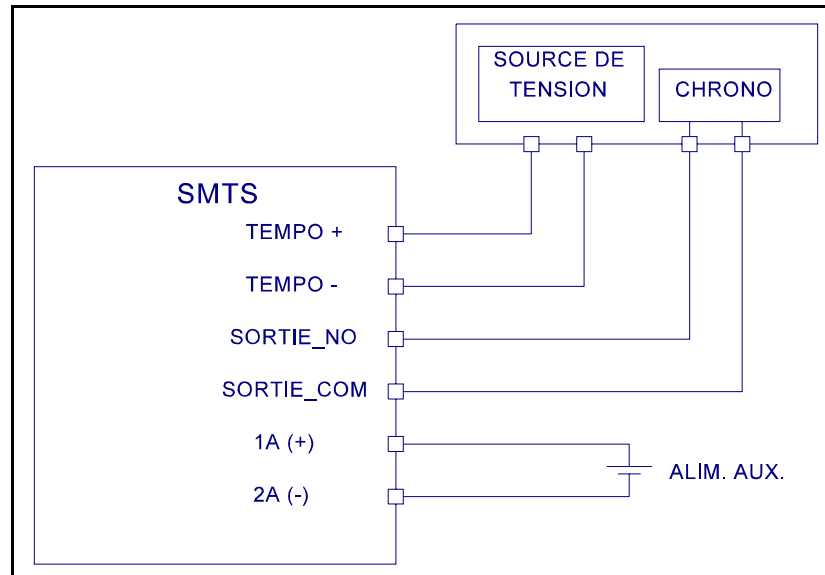 SOURCE DE
TENSION
CHRONO
SMTS
TEMPO +
TEMPO -
SORTIE_NO
SORTIE_COM
1A (+)
2A (-)
ALIM. AUX.